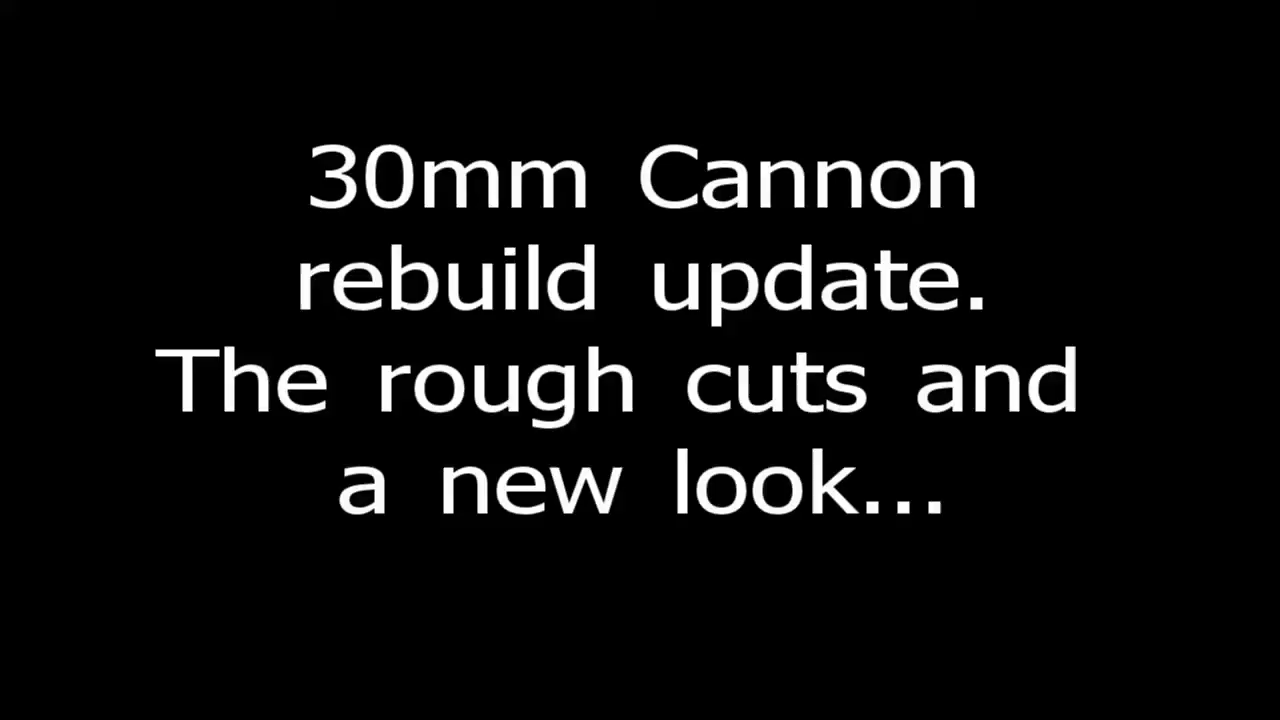 30mm Cannon
rebuild update.
The rough cuts and
a new look...